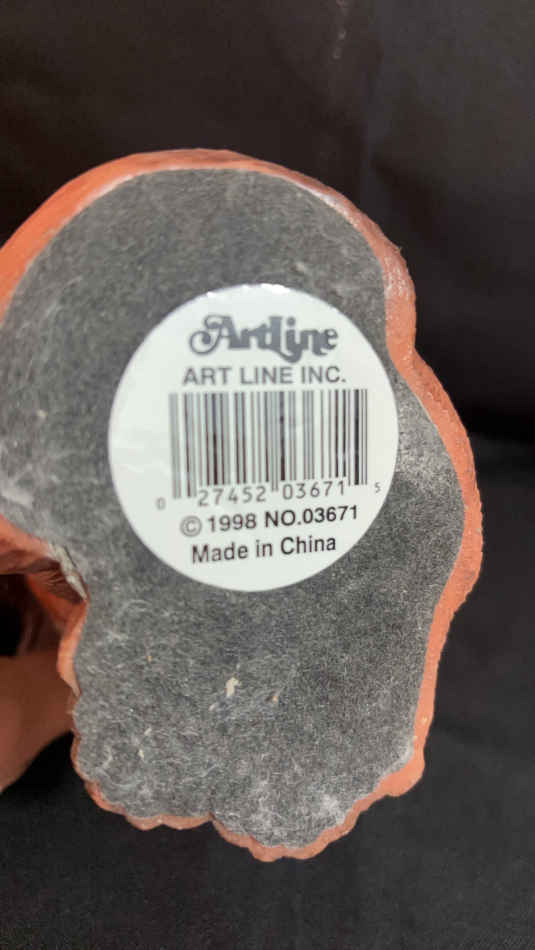 ArtLine
ART LINE INC.
0 27452 03671 5
© 1998 NO.03671
Made in China